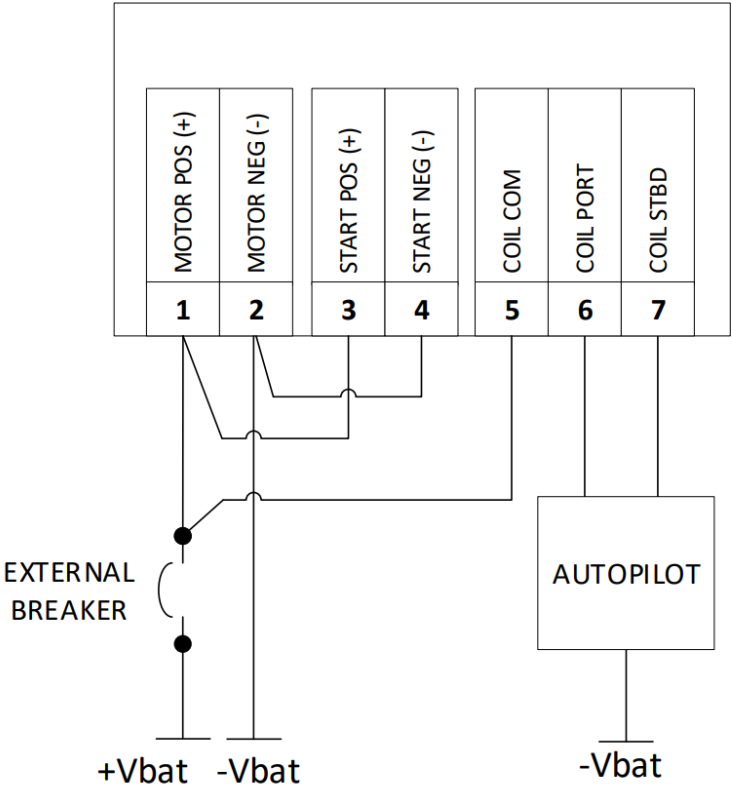 MOTOR POS (+)
MOTOR NEG (-)
START POS (+)
START NEG (-)
COIL COM
COIL PORT
COIL STBD
1 2 3 4 5 6 7
EXTERNAL
BREAKER
AUTOPILOT
+Vbat -Vbat
-Vbat